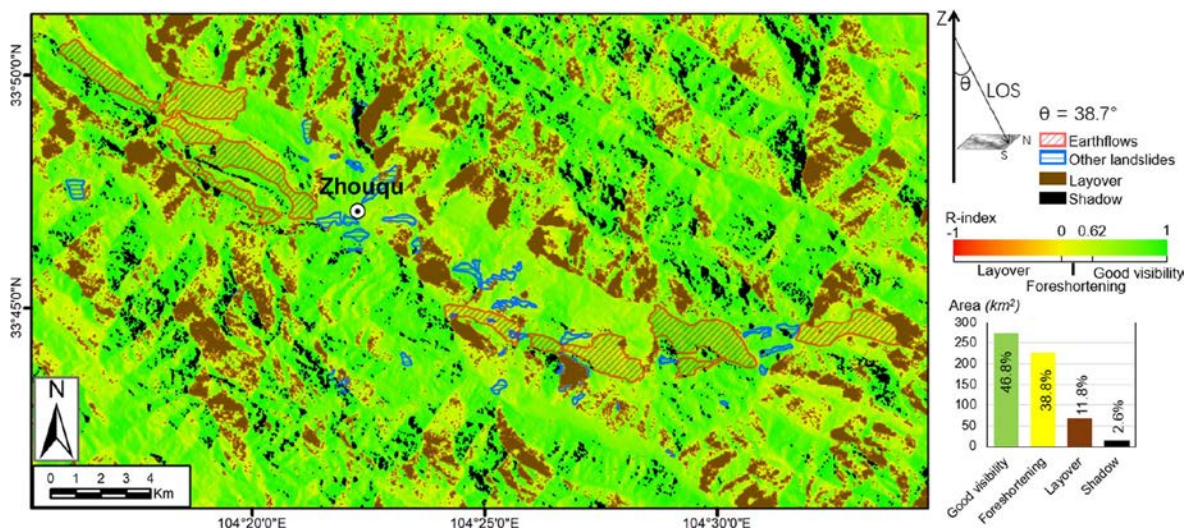 33°50'0"N
33°45'0"N
Zhouqu
N
0 1 2 3 4
Km
104°20'0"E
104°25'0"E
104°30'0"E
Z
θ
LOS
θ = 38.7°
N
S
Earthflows
Other landslides
Layover
Shadow
R-index
-1 0 0.62 1
Layover
Good visibility
Foreshortening
Area (km²)
300
250
200
150
100
50
0
46.8%
38.8%
11.8%
2.6%
Good visibility
Foreshortening
Layover
Shadow